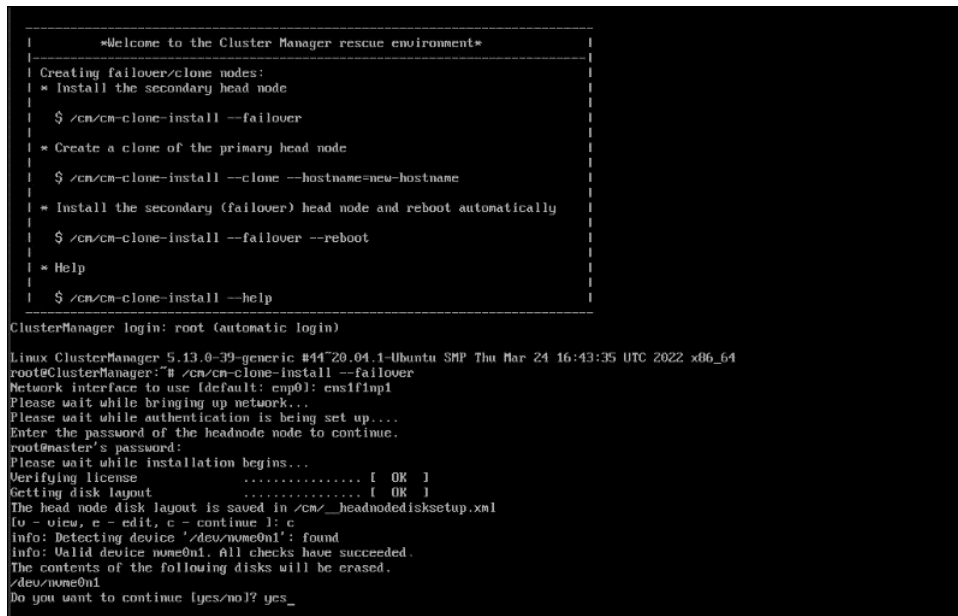 *Welcome to the Cluster Manager rescue environment*
Creating failover/clone nodes:
* Install the secondary head node
$ /cm/cm-clone-install --failover
* Create a clone of the primary head node
$ /cm/cm-clone-install --clone --hostname=new-hostname
* Install the secondary (failover) head node and reboot automatically
$ /cm/cm-clone-install --failover --reboot
* Help
$ /cm/cm-clone-install --help
ClusterManager login: root (automatic login)
Linux ClusterManager 5.13.0-39-generic #44~20.04.1-Ubuntu SMP Thu Mar 24 16:43:35 UTC 2022 x86_64
root@ClusterManager:~# /cm/cm-clone-install --failover
Network interface to use [default: enp0]: ens1f1np1
Please wait while bringing up network...
Please wait while authentication is being set up....
Enter the password of the headnode node to continue.
root@master's password:
Please wait while installation begins...
Verifying license ................ [ OK ]
Getting disk layout ................ [ OK ]
The head node disk layout is saved in /cm/__headnodedisksetup.xml
[v - view, e - edit, c - continue ]: c
info: Detecting device '/dev/nvme0n1': found
info: Valid device nvme0n1. All checks have succeeded.
The contents of the following disks will be erased.
/dev/nvme0n1
Do you want to continue [yes/no]? yes_